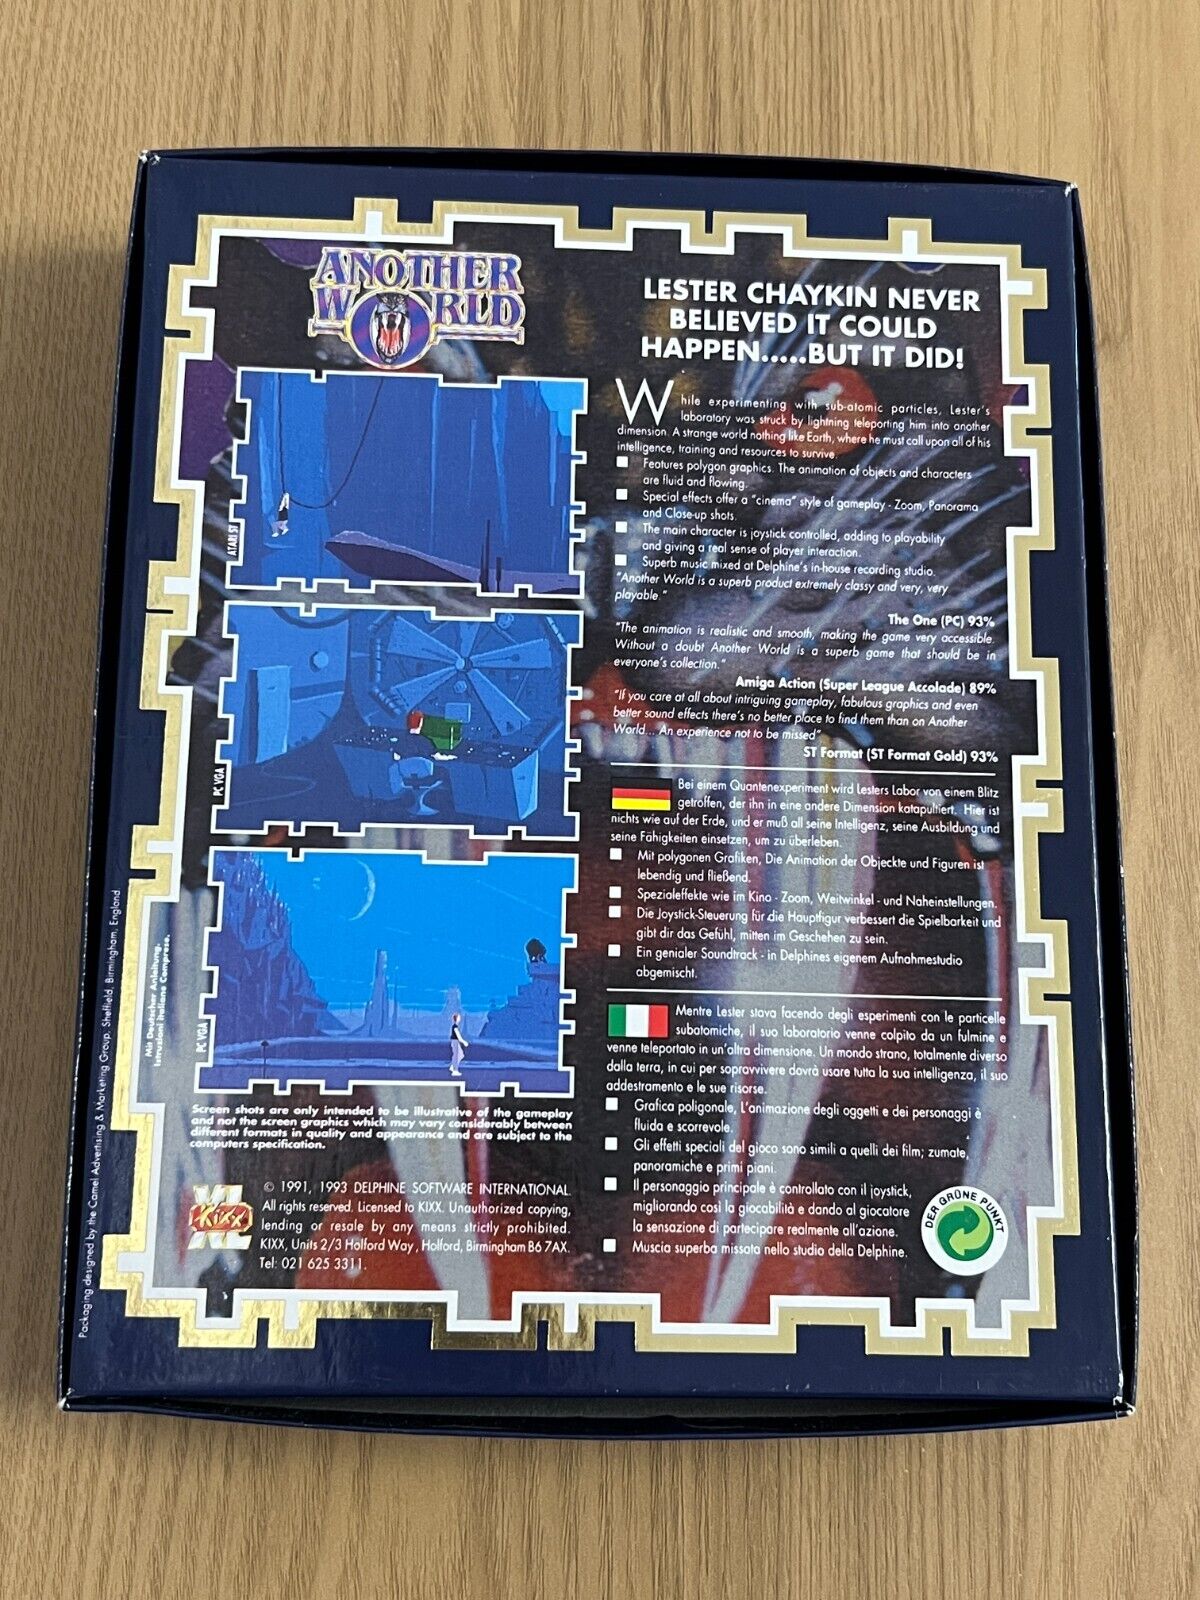 ANOTHER
WORLD
ATARI ST
PC VGA
PC VGA
Mit Deutscher Anleitung.
Istruzioni Italiane Comprese.
Packaging designed by the Camel Advertising & Marketing Group, Sheffield, Birmingham, England.
Screen shots are only intended to be illustrative of the gameplay
and not the screen graphics which may vary considerably between
different formats in quality and appearance and are subject to the
computers specification.
KIXX
XL
© 1991, 1993 DELPHINE SOFTWARE INTERNATIONAL.
All rights reserved. Licensed to KIXX. Unauthorized copying,
lending or resale by any means strictly prohibited.
KIXX, Units 2/3 Holford Way, Holford, Birmingham B6 7AX.
Tel: 021 625 3311.
LESTER CHAYKIN NEVER
BELIEVED IT COULD
HAPPEN.....BUT IT DID!
While experimenting with sub-atomic particles, Lester's
laboratory was struck by lightning teleporting him into another
dimension. A strange world nothing like Earth, where he must call upon all of his
intelligence, training and resources to survive.
Features polygon graphics. The animation of objects and characters
are fluid and flowing.
Special effects offer a "cinema" style of gameplay - Zoom, Panorama
and Close-up shots.
The main character is joystick controlled, adding to playability
and giving a real sense of player interaction.
Superb music mixed at Delphine's in-house recording studio.
"Another World is a superb product extremely classy and very, very
playable."
The One (PC) 93%
"The animation is realistic and smooth, making the game very accessible.
Without a doubt Another World is a superb game that should be in
everyone's collection."
Amiga Action (Super League Accolade) 89%
"If you care at all about intriguing gameplay, fabulous graphics and even
better sound effects there's no better place to find them than on Another
World... An experience not to be missed"
ST Format (ST Format Gold) 93%
Bei einem Quantenexperiment wird Lesters Labor von einem Blitz
getroffen, der ihn in eine andere Dimension katapultiert. Hier ist
nichts wie auf der Erde, und er muß all seine Intelligenz, seine Ausbildung und
seine Fähigkeiten einsetzen, um zu überleben.
Mit polygonen Grafiken, Die Animation der Objekte und Figuren ist
lebendig und fließend.
Spezialeffekte wie im Kino - Zoom, Weitwinkel - und Naheinstellungen.
Die Joystick-Steuerung für die Hauptfigur verbessert die Spielbarkeit und
gibt dir das Gefühl, mitten im Geschehen zu sein.
Ein genialer Soundtrack - in Delphines eigenem Aufnahmestudio
abgemischt.
Mentre Lester stava facendo degli esperimenti con le particelle
subatomiche, il suo laboratorio venne colpito da un fulmine e
venne teleportato in un'altra dimensione. Un mondo strano, totalmente diverso
dalla terra, in cui per sopravvivere dovrà usare tutta la sua intelligenza, il suo
addestramento e le sue risorse.
Grafica poligonale, L'animazione degli oggetti e dei personaggi è
fluida e scorrevole.
Gli effetti speciali del gioco sono simili a quelli dei film; zumate,
panoramiche e primi piani.
Il personaggio principale è controllato con il joystick,
migliorando così la giocabilità e dando al giocatore
la sensazione di partecipare realmente all'azione.
Muscia superba missata nello studio della Delphine.
DER GRÜNE PUNKT